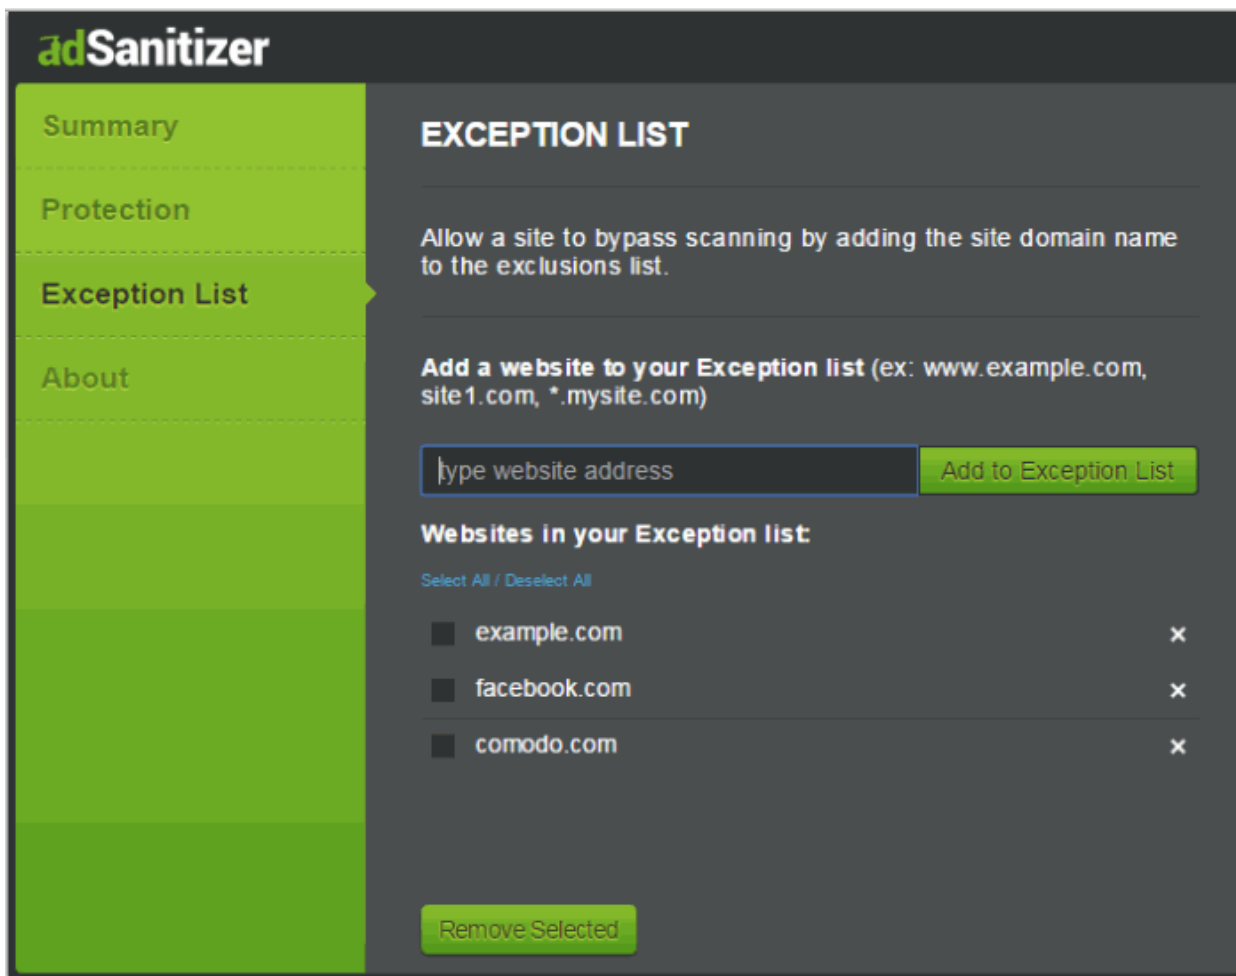 adSanitizer
Summary
Protection
Exception List
About
EXCEPTION LIST
Allow a site to bypass scanning by adding the site domain name
to the exclusions list.
Add a website to your Exception list (ex: www.example.com,
site1.com, *.mysite.com)
type website address
Add to Exception List
Websites in your Exception list:
Select All / Deselect All
example.com
facebook.com
comodo.com
Remove Selected